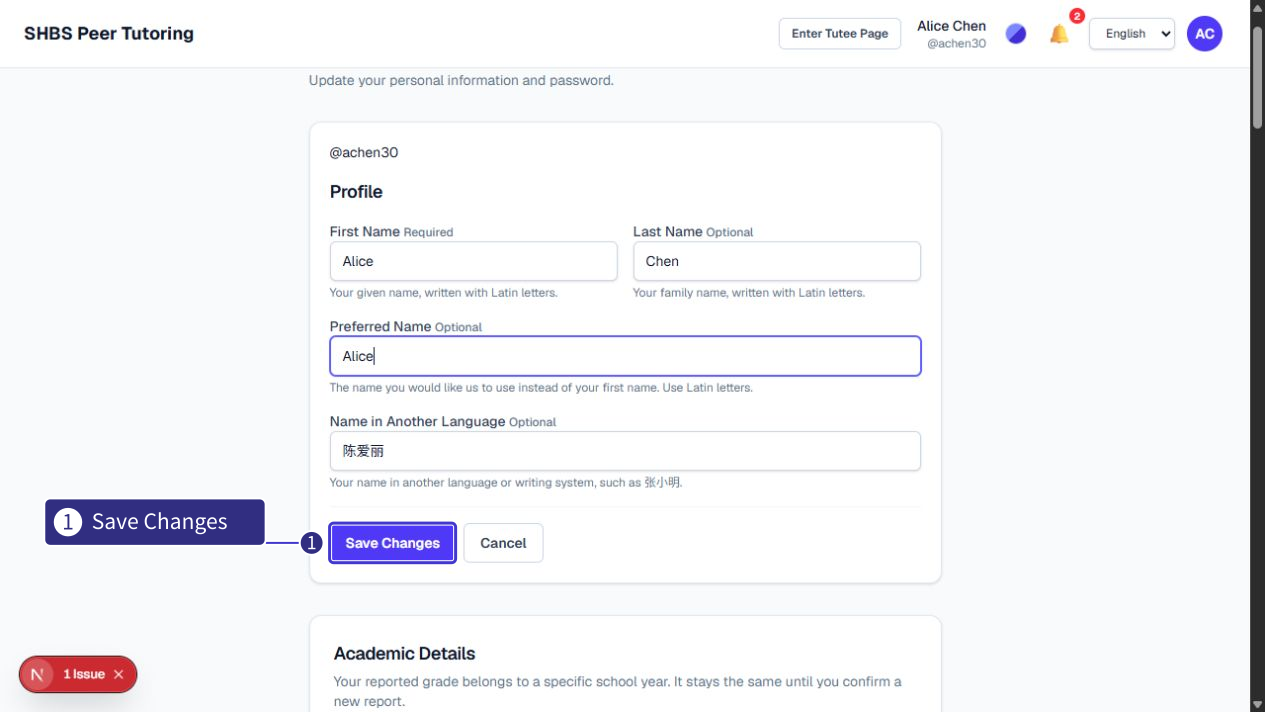 SHBS Peer Tutoring
Enter Tutee Page
Alice Chen
@achen30
2
English
AC
Update your personal information and password.
@achen30
Profile
First Name Required
Last Name Optional
Alice
Chen
Your given name, written with Latin letters.
Your family name, written with Latin letters.
Preferred Name Optional
Alice
The name you would like us to use instead of your first name. Use Latin letters.
Name in Another Language Optional
陈爱丽
Your name in another language or writing system, such as 张小明.
1 Save Changes
1
Save Changes
Cancel
Academic Details
Your reported grade belongs to a specific school year. It stays the same until you confirm a
new report.
N
1 Issue